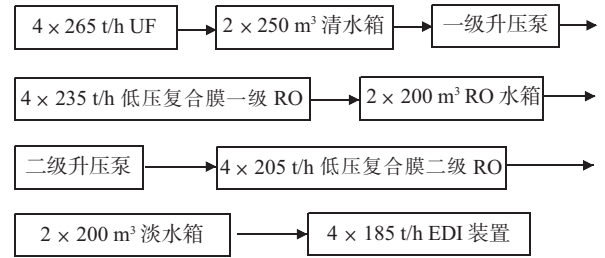 4 × 265 t/h UF 2 × 250 m³ 清水箱 一级升压泵
4 × 235 t/h 低压复合膜一级 RO 2 × 200 m³ RO 水箱
二级升压泵 4 × 205 t/h 低压复合膜二级 RO
2 × 200 m³ 淡水箱 4 × 185 t/h EDI 装置